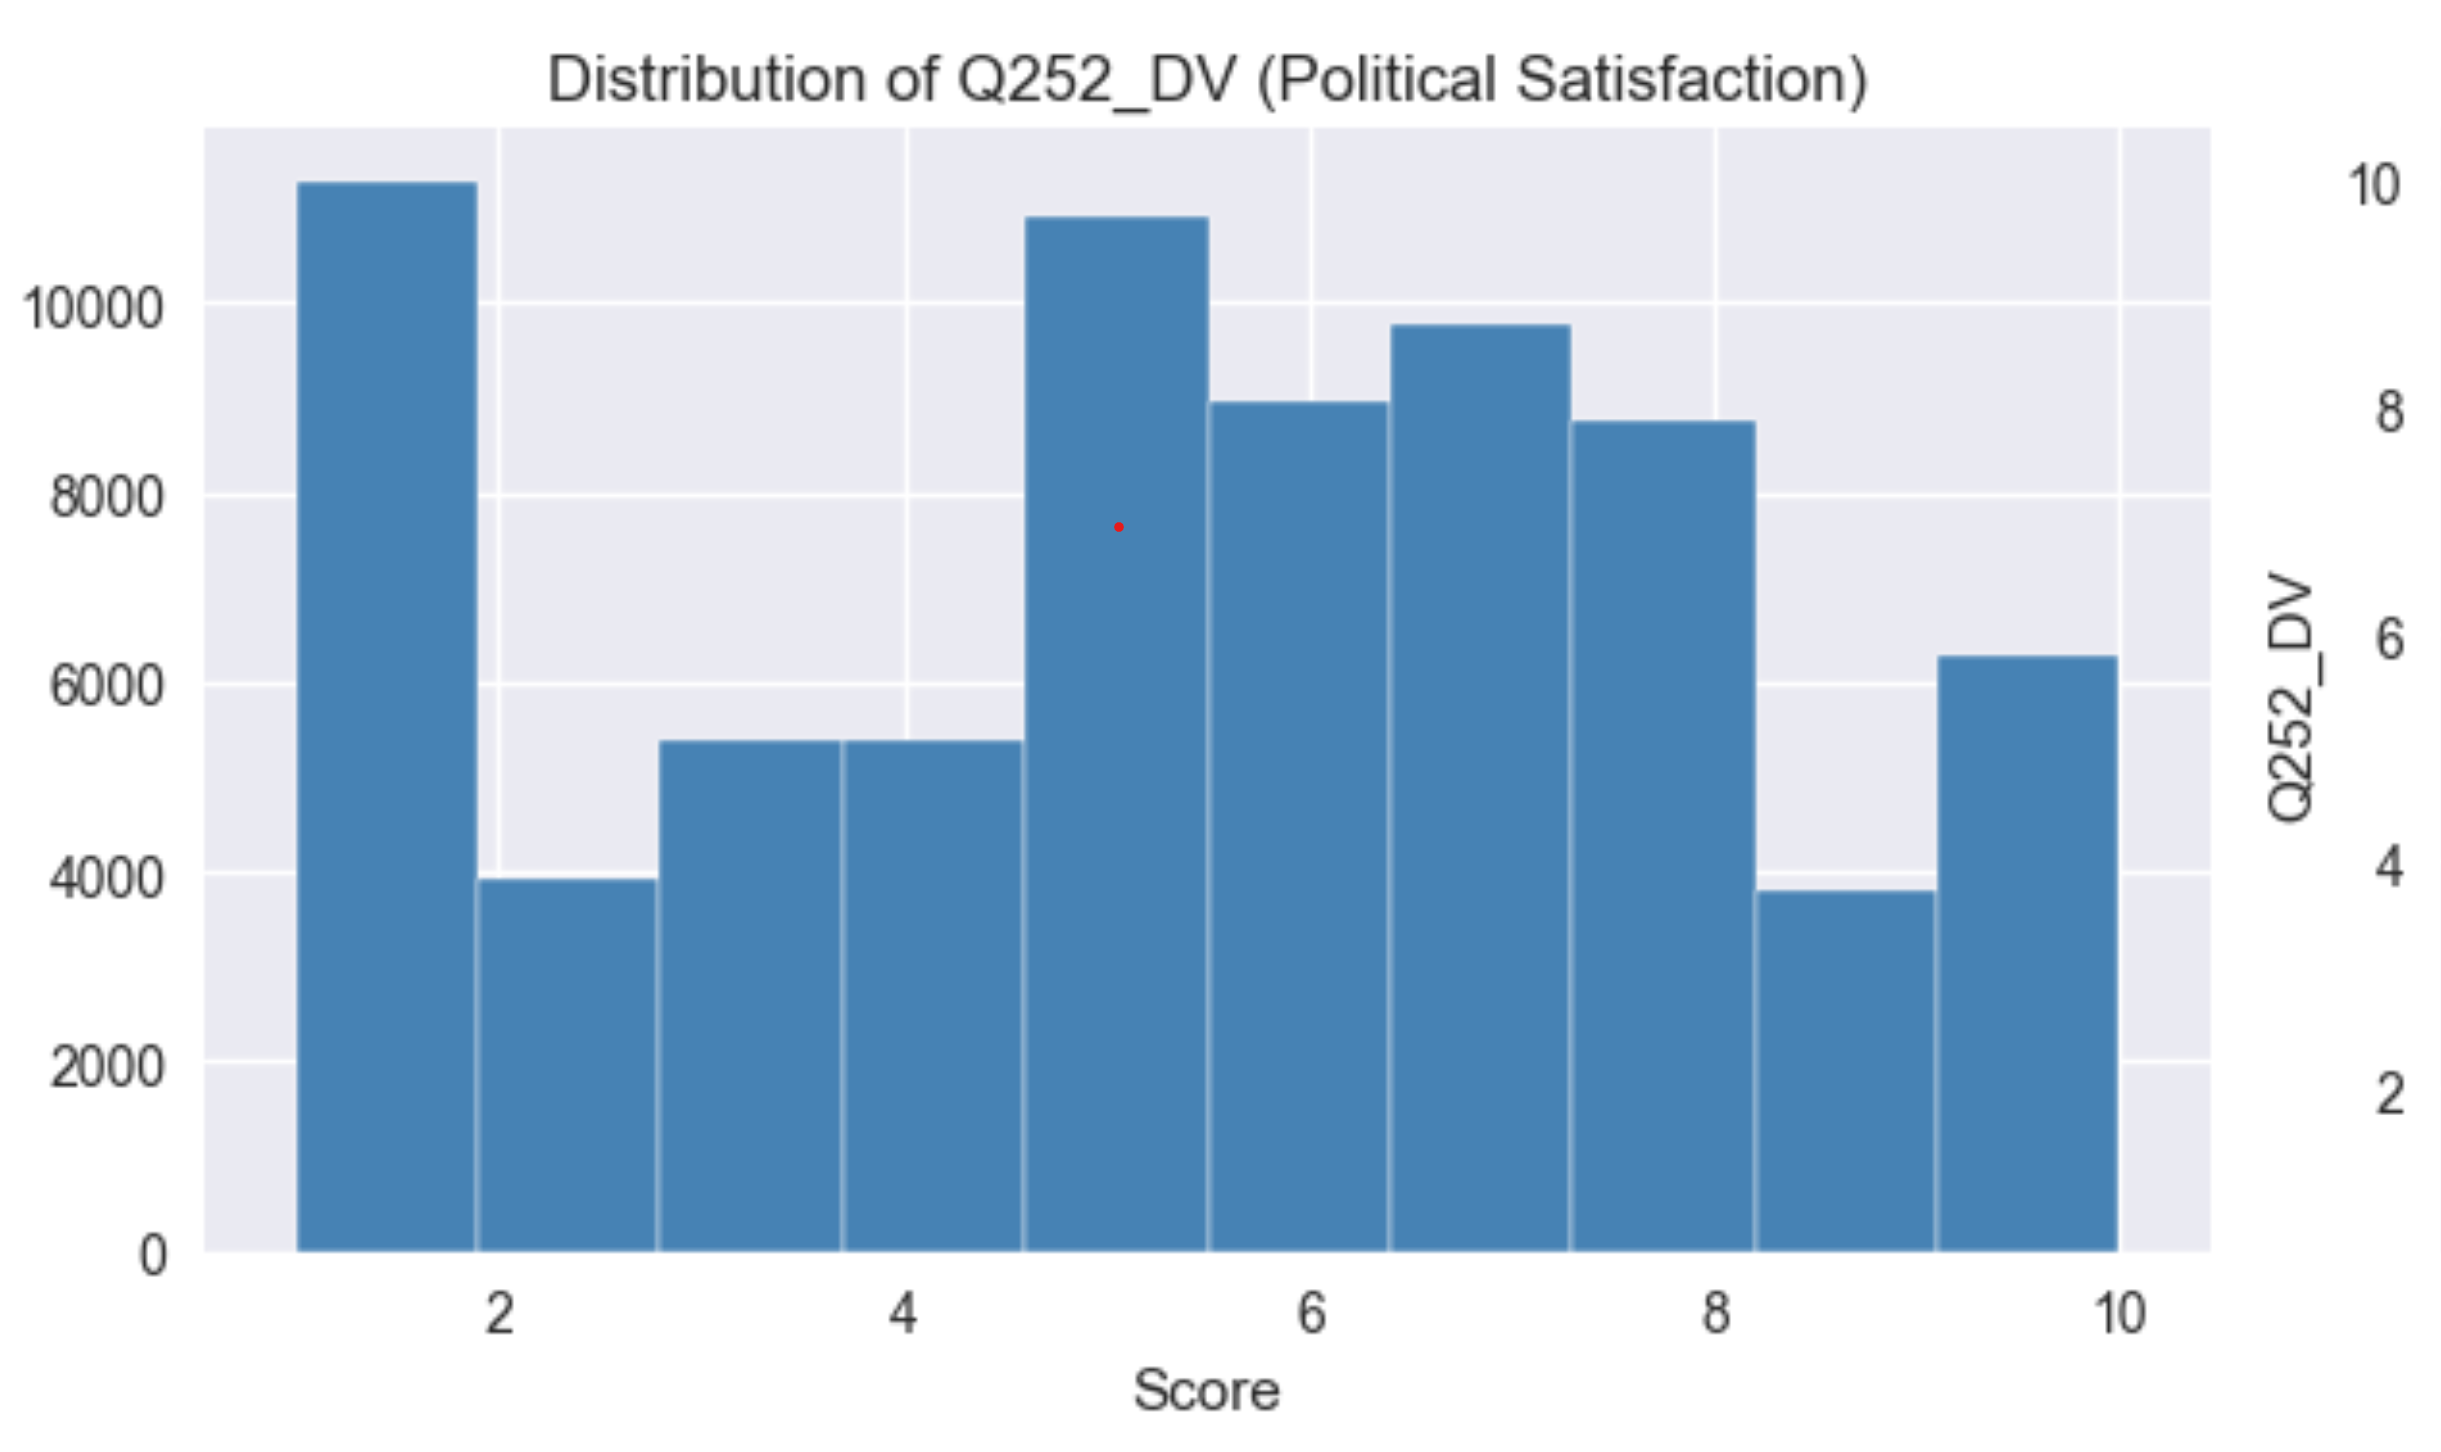 Distribution of Q252_DV (Political Satisfaction)
10000
8000
6000
4000
2000
0
2 4 6 8 10
Score
Q252_DV
10
8
6
4
2